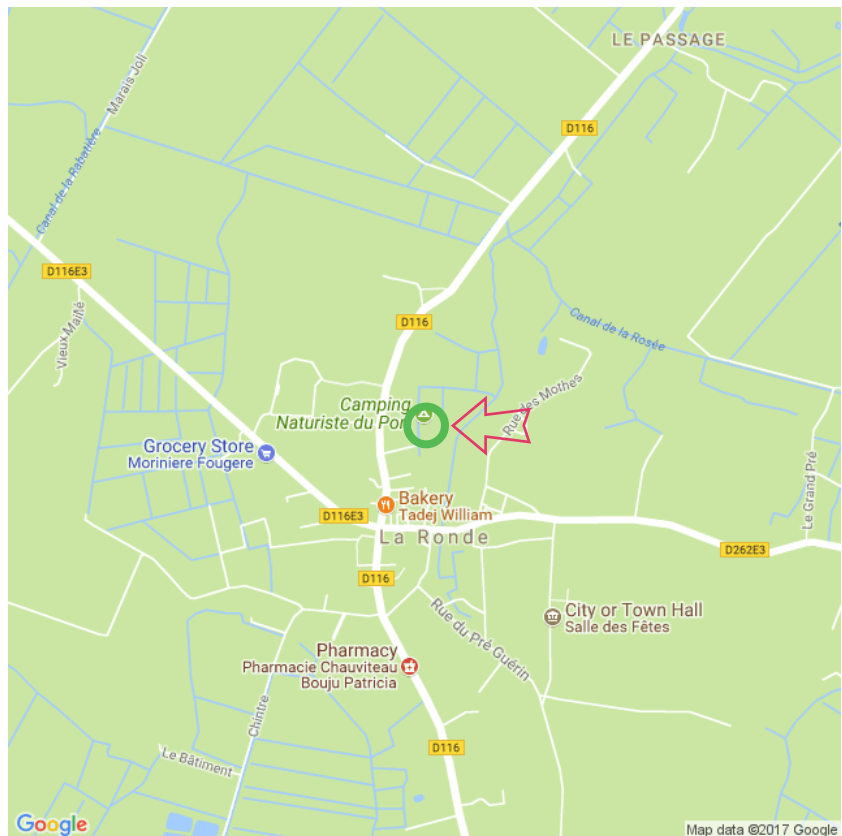 LE PASSAGE
Marais Joli
D116
Canal de la Rabatière
D116E3
Vieux Maillé
D116
Canal de la Rosée
Rue des Mothes
Camping
Naturiste du Por
Grocery Store
Moriniere Fougere
Le Grand Pré
Bakery
Tadej William
D116E3
La Ronde
D262E3
D116
Rue du Pré Guérin
City or Town Hall
Salle des Fêtes
Pharmacy
Pharmacie Chauviteau
Bouju Patricia
Chintre
D116
Le Bâtiment
Google
Map data ©2017 Google